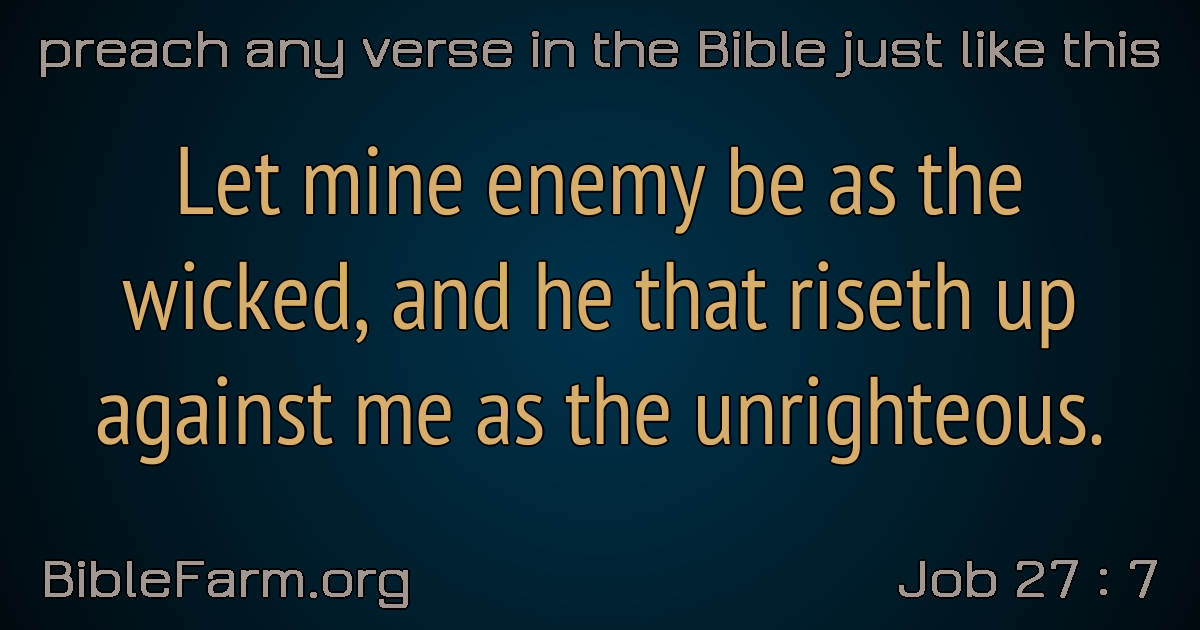 preach any verse in the Bible just like this
Let mine enemy be as the
wicked, and he that riseth up
against me as the unrighteous.
BibleFarm.org
Job 27 : 7